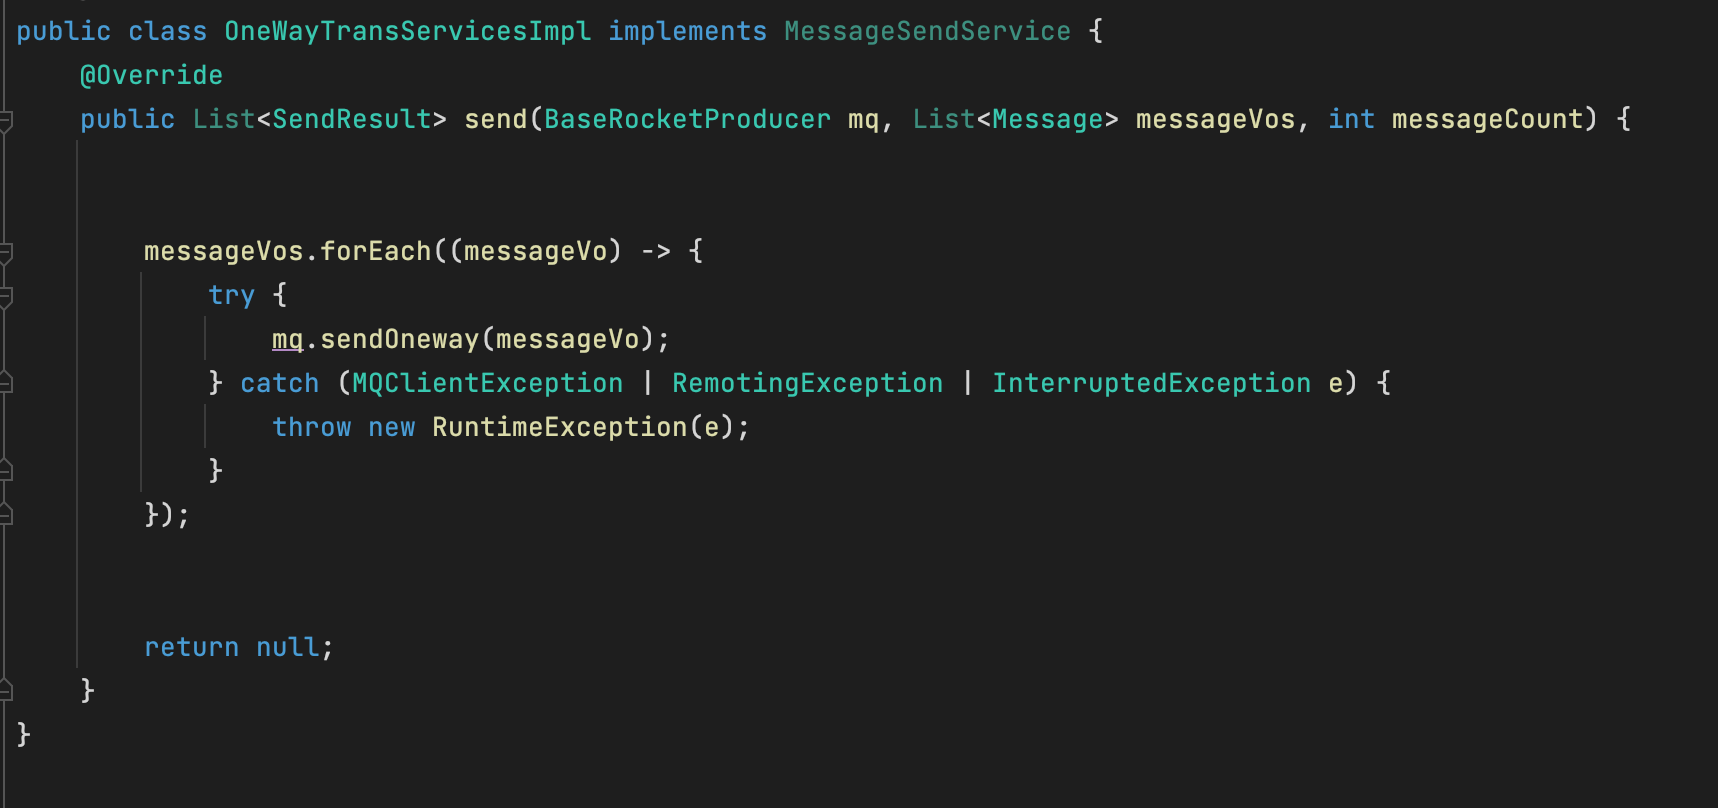 public class OneWayTransServicesImpl implements MessageSendService {
@Override
public List<SendResult> send(BaseRocketProducer mq, List<Message> messageVos, int messageCount) {
messageVos.forEach((messageVo) -> {
try {
mq.sendOneway(messageVo);
} catch (MQClientException | RemotingException | InterruptedException e) {
throw new RuntimeException(e);
}
});
return null;
}
}